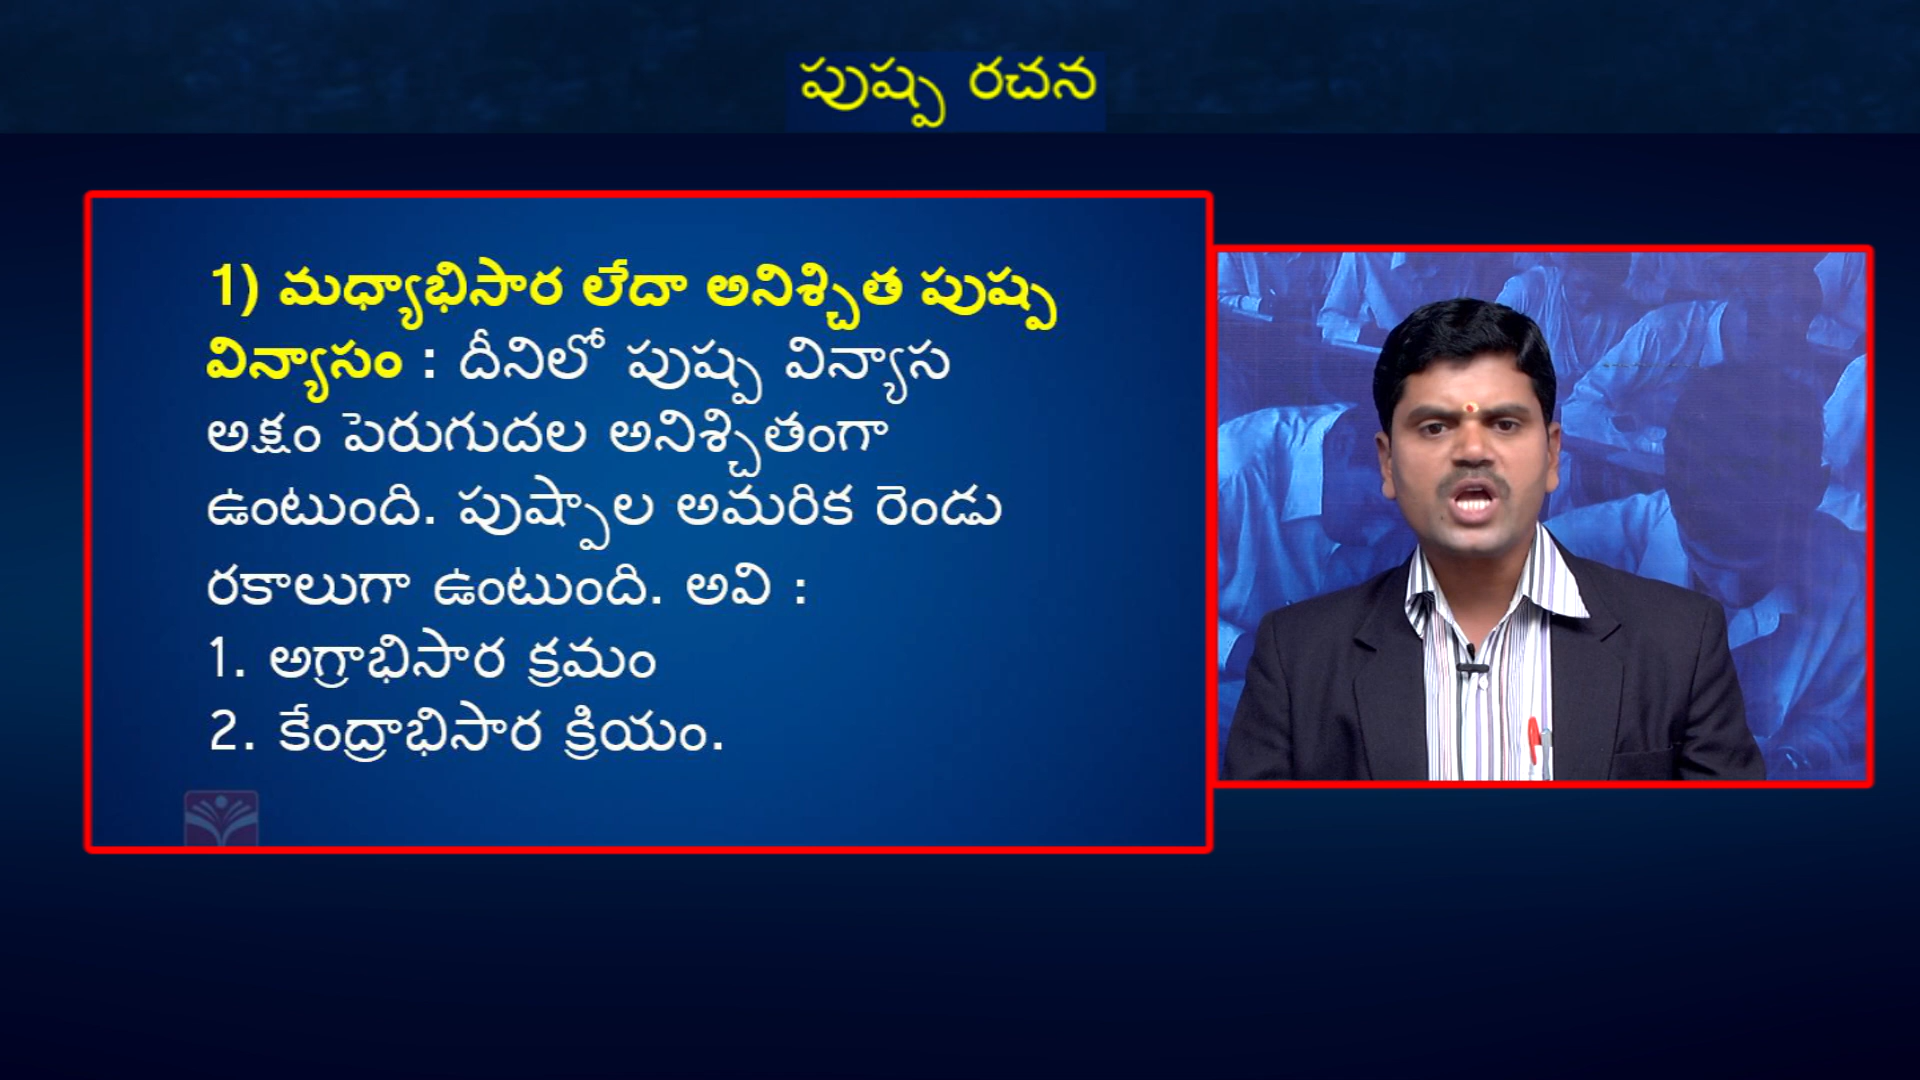 పుష్ప రచన
1) మధ్యాభిసార లేదా అనిశ్చిత పుష్ప
విన్యాసం : దీనిలో పుష్ప విన్యాస
అక్షం పెరుగుదల అనిశ్చితంగా
ఉంటుంది. పుష్పాల అమరిక రెండు
రకాలుగా ఉంటుంది. అవి :
1. అగ్రాభిసార క్రమం
2. కేంద్రాభిసార క్రియం.